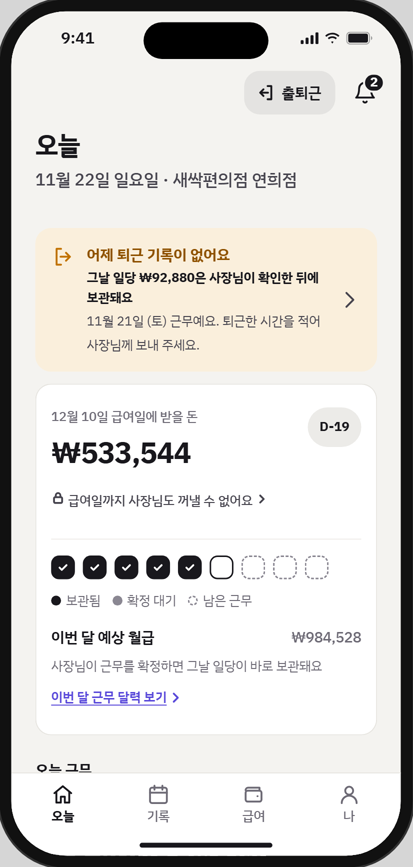 9:41
출퇴근
2
오늘
11월 22일 일요일 · 새싹편의점 연희점
어제 퇴근 기록이 없어요
그날 일당 ₩92,880은 사장님이 확인한 뒤에
보관돼요
11월 21일 (토) 근무예요. 퇴근한 시간을 적어
사장님께 보내 주세요.
12월 10일 급여일에 받을 돈
D-19
₩533,544
급여일까지 사장님도 꺼낼 수 없어요
보관됨 확정 대기 남은 근무
이번 달 예상 월급 ₩984,528
사장님이 근무를 확정하면 그날 일당이 바로 보관돼요
이번 달 근무 달력 보기
오늘 근무
오늘 기록 급여 나